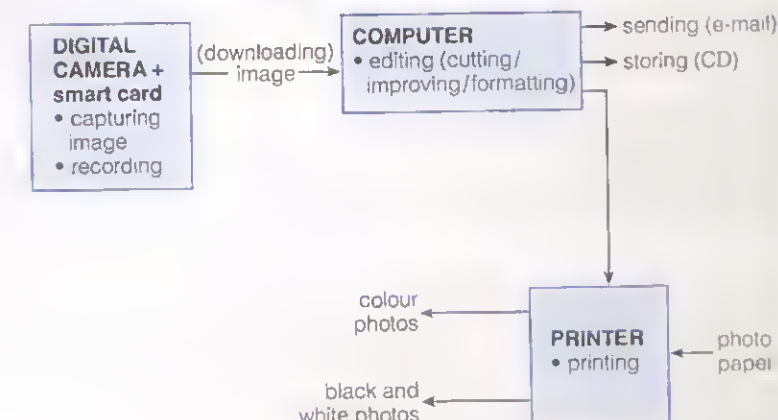 DIGITAL
CAMERA +
smart card
• capturing
image
• recording
(downloading)
image
COMPUTER
• editing (cutting/
improving/formatting)
sending (e-mail)
storing (CD)
colour
photos
black and
white photos
PRINTER
• printing
photo
paper